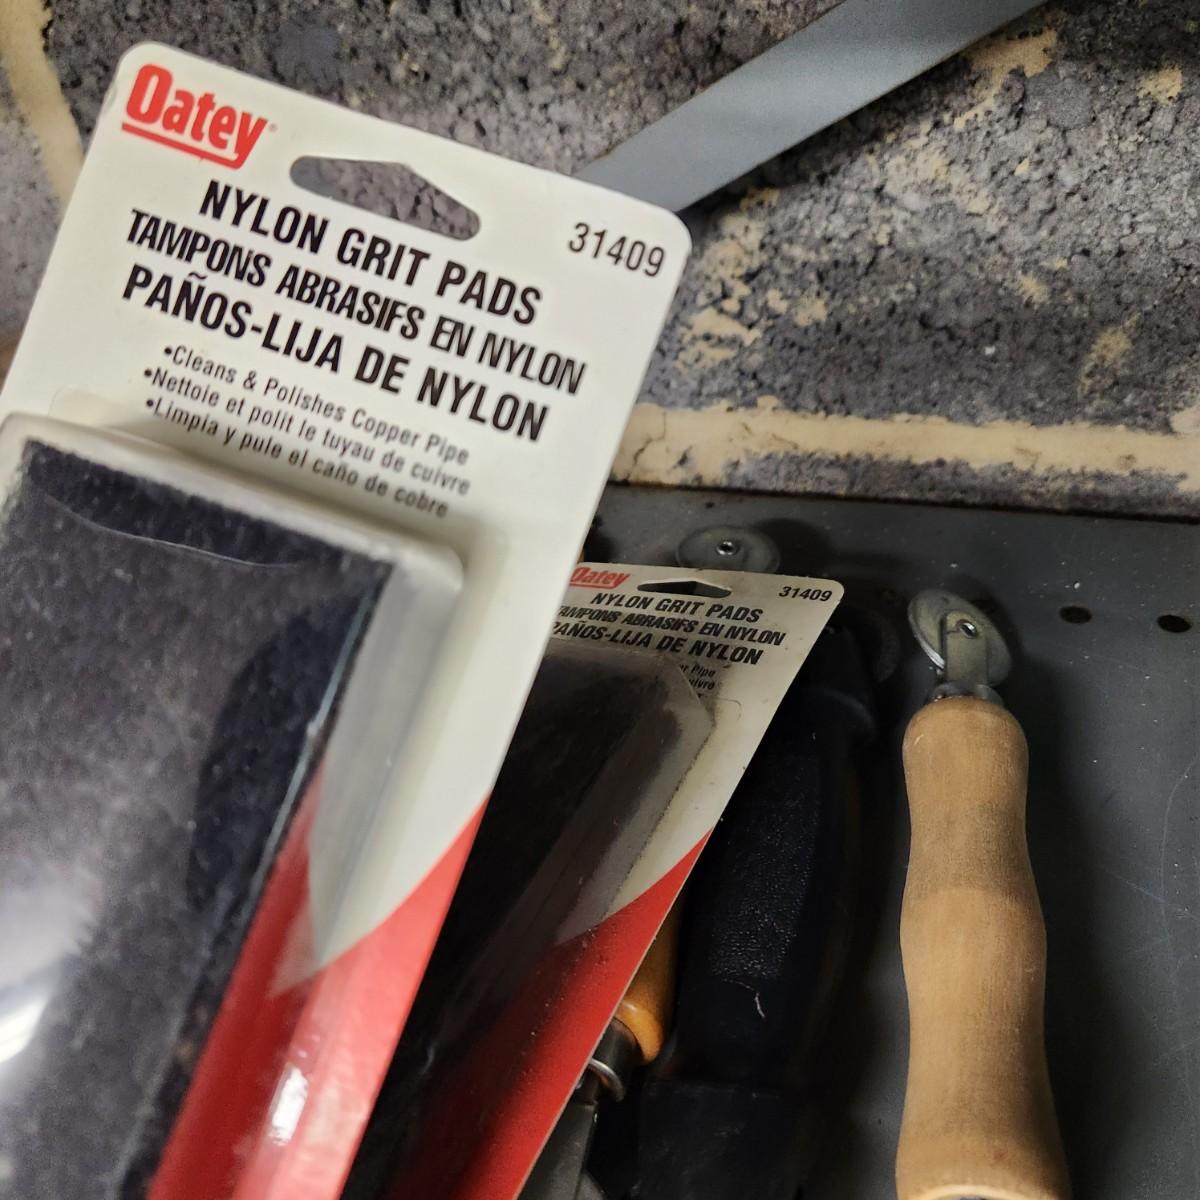 Oatey
31409
NYLON GRIT PADS
TAMPONS ABRASIFS EN NYLON
PAÑOS-LIJA DE NYLON
•Cleans & Polishes Copper Pipe
•Nettoie et polit le tuyau de cuivre
•Limpia y pule el caño de cobre
Oatey
31409
NYLON GRIT PADS
TAMPONS ABRASIFS EN NYLON
PAÑOS-LIJA DE NYLON
Pipe